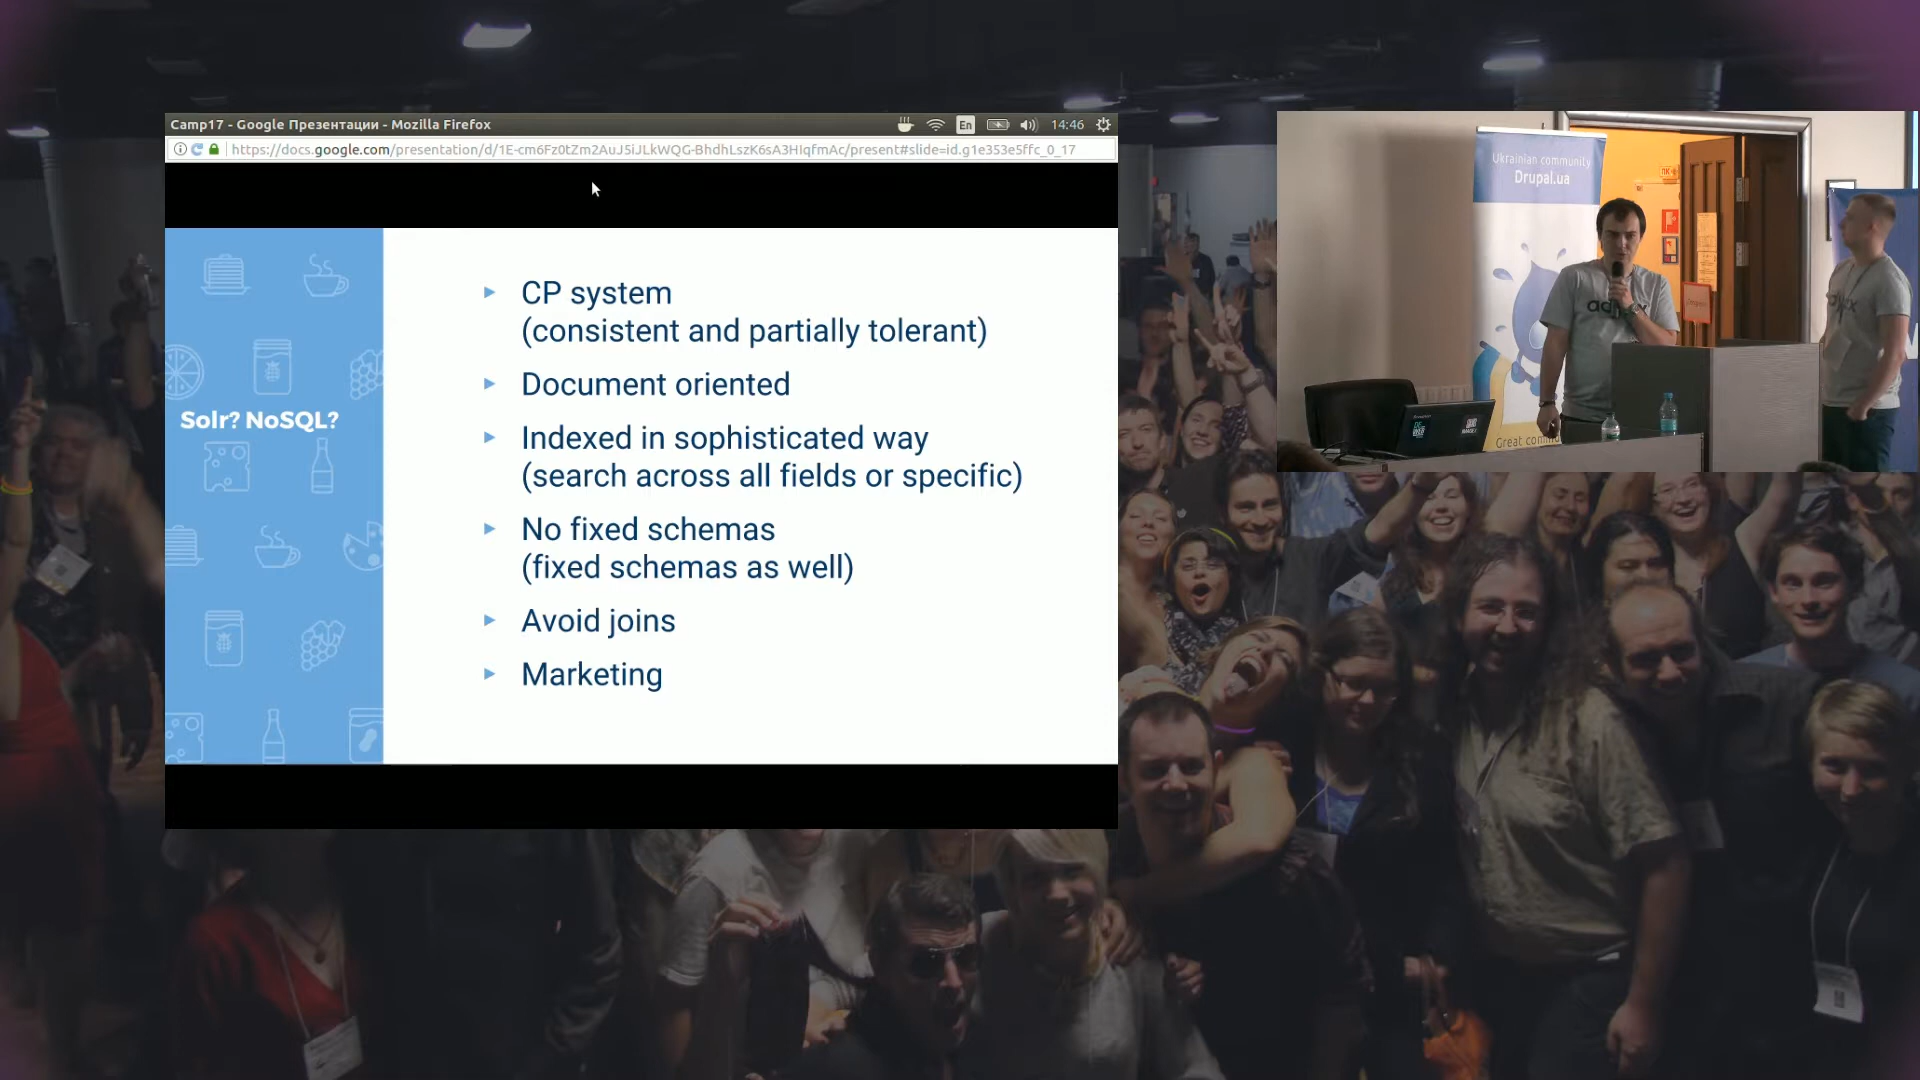 Camp17 - Google Презентации - Mozilla Firefox
En
14:46
https://docs.google.com/presentation/d/1E-cm6Fz0tZm2AuJ5iJLkWQG-BhdhLszK6sA3HIqfmAc/present#slide=id.g1e353e5ffc_0_17
Solr? NoSQL?
CP system
(consistent and partially tolerant)
Document oriented
Indexed in sophisticated way
(search across all fields or specific)
No fixed schemas
(fixed schemas as well)
Avoid joins
Marketing
Ukrainian community
Drupal.ua
Great